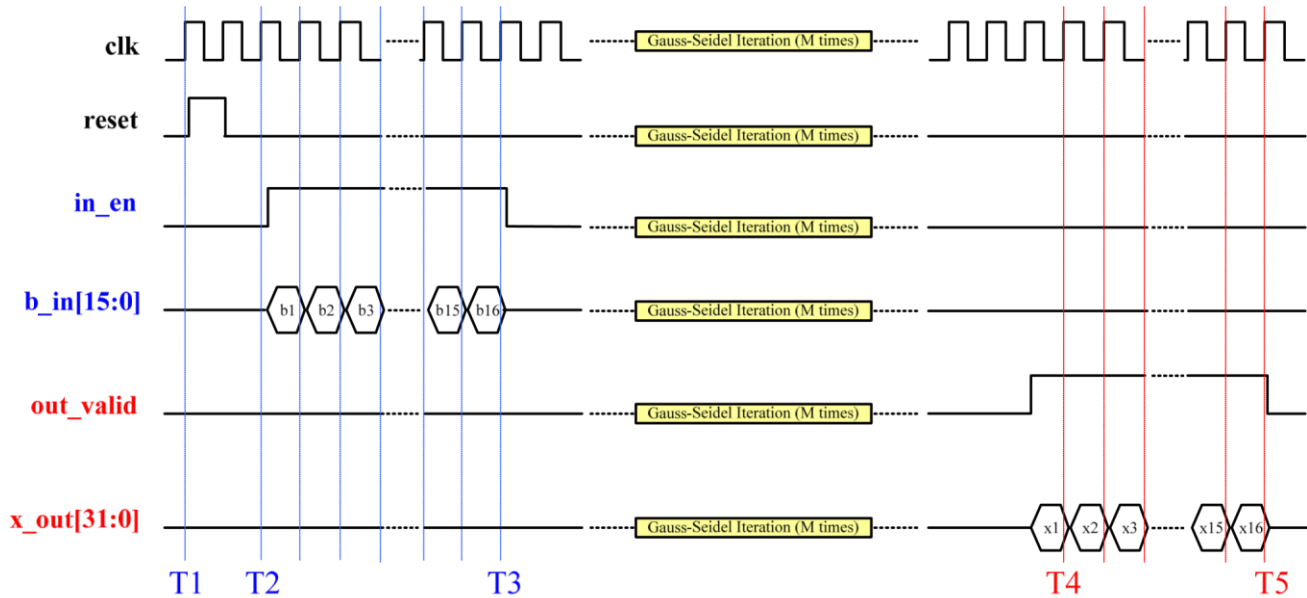 clk
Gauss-Seidel Iteration (M times)
reset
Gauss-Seidel Iteration (M times)
in_en
Gauss-Seidel Iteration (M times)
b_in[15:0]
b1 b2 b3 b15 b16
Gauss-Seidel Iteration (M times)
out_valid
Gauss-Seidel Iteration (M times)
x_out[31:0]
Gauss-Seidel Iteration (M times)
x1 x2 x3 x15 x16
T1 T2 T3 T4 T5